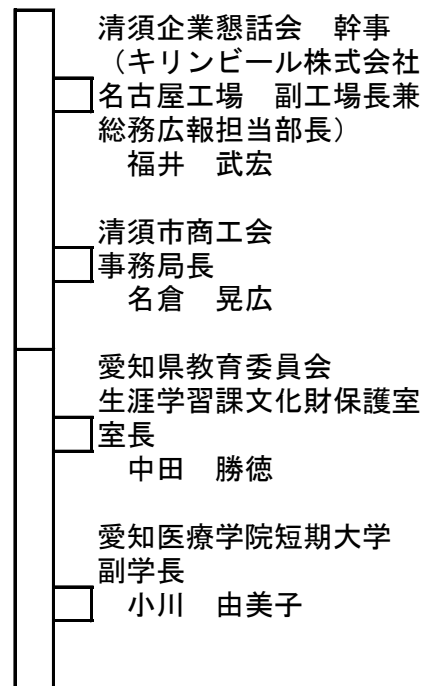 清須企業懇話会　幹事
（キリンビール株式会社
名古屋工場　副工場長兼
総務広報担当部長）
福井　武宏
清須市商工会
事務局長
名倉　晃広
愛知県教育委員会
生涯学習課文化財保護室
室長
中田　勝徳
愛知医療学院短期大学
副学長
小川　由美子